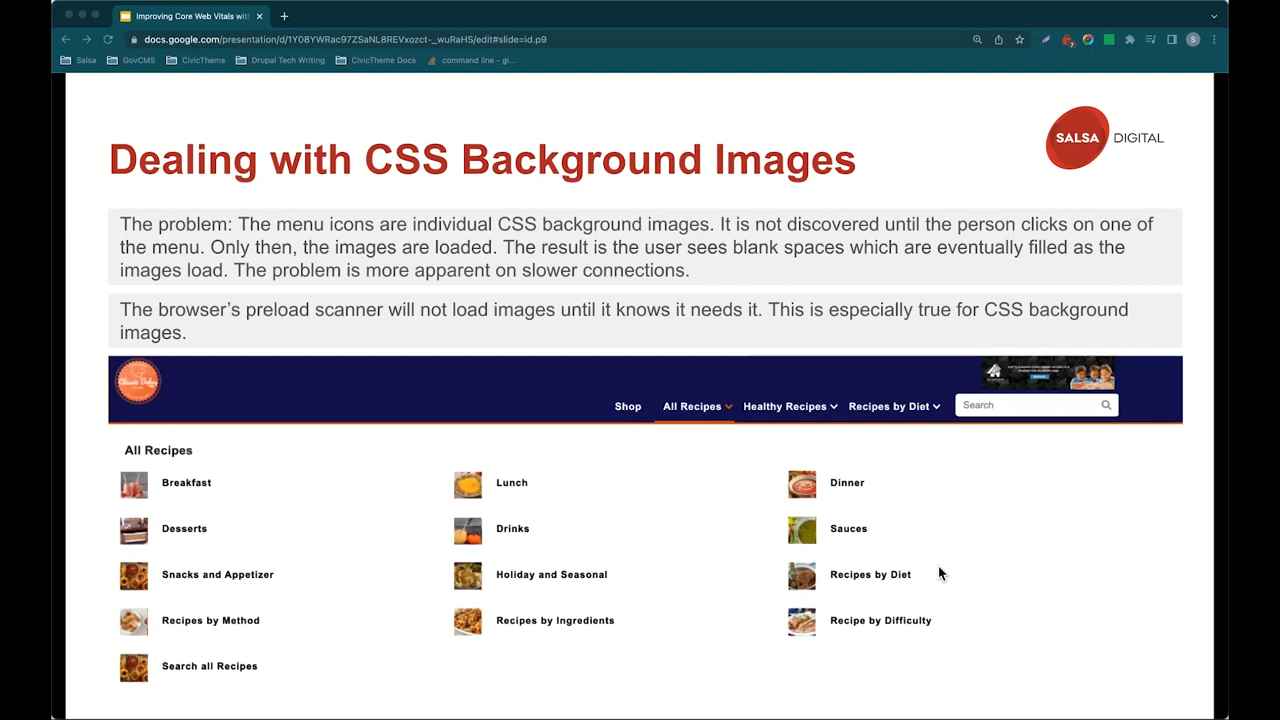 Improving Core Web Vitals wit
docs.google.com/presentation/d/1Y08YWRac97ZSaNL8REVxozct-_wuRaHS/edit#slide=id.p9
S
Salsa
GovCMS
CivicTheme
Drupal Tech Writing
CivicTheme Docs
command line - gi...
SALSA DIGITAL
Dealing with CSS Background Images
The problem: The menu icons are individual CSS background images. It is not discovered until the person clicks on one of
the menu. Only then, the images are loaded. The result is the user sees blank spaces which are eventually filled as the
images load. The problem is more apparent on slower connections.
The browser’s preload scanner will not load images until it knows it needs it. This is especially true for CSS background
images.
Classic Bakes
Shop
All Recipes
Healthy Recipes
Recipes by Diet
Search
All Recipes
Breakfast
Lunch
Dinner
Desserts
Drinks
Sauces
Snacks and Appetizer
Holiday and Seasonal
Recipes by Diet
Recipes by Method
Recipes by Ingredients
Recipe by Difficulty
Search all Recipes